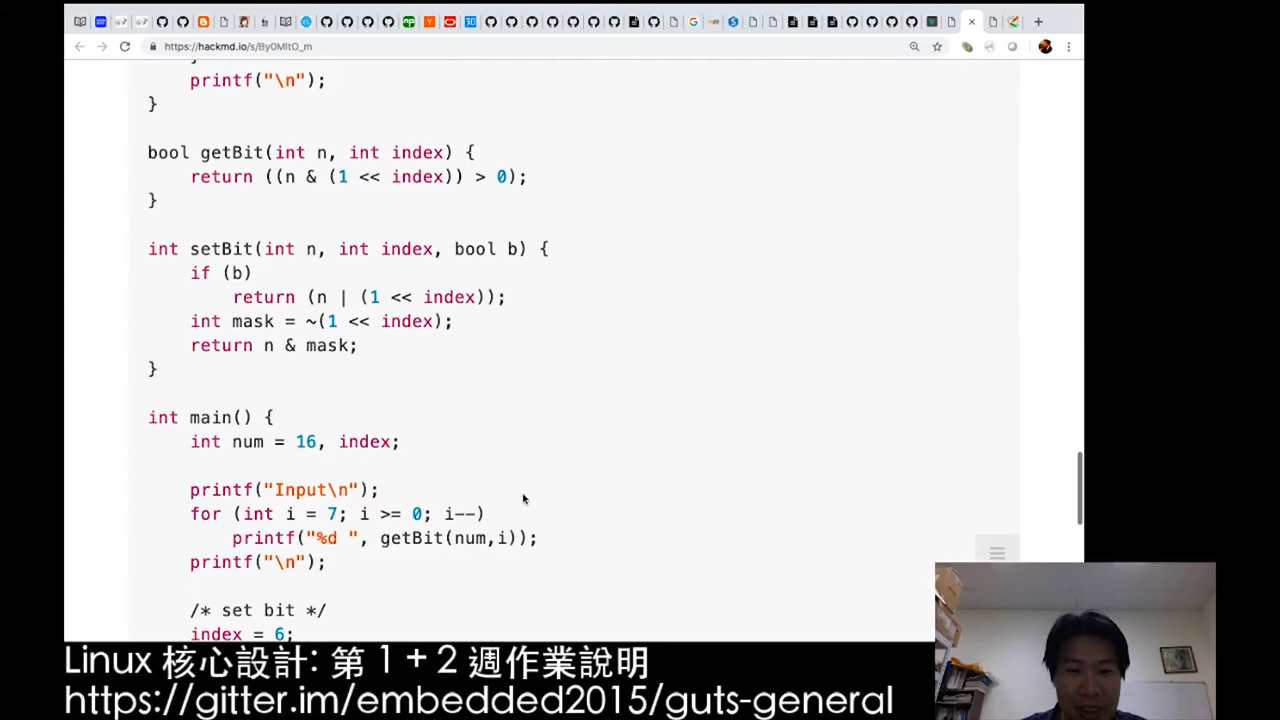 https://hackmd.io/s/By0MltO_m
printf("\n");
}
bool getBit(int n, int index) {
return ((n & (1 << index)) > 0);
}
int setBit(int n, int index, bool b) {
if (b)
return (n | (1 << index));
int mask = ~(1 << index);
return n & mask;
}
int main() {
int num = 16, index;
printf("Input\n");
for (int i = 7; i >= 0; i--)
printf("%d ", getBit(num,i));
printf("\n");
/* set bit */
index = 6;
Linux 核心設計: 第 1 + 2 週作業說明
https://gitter.im/embedded2015/guts-general